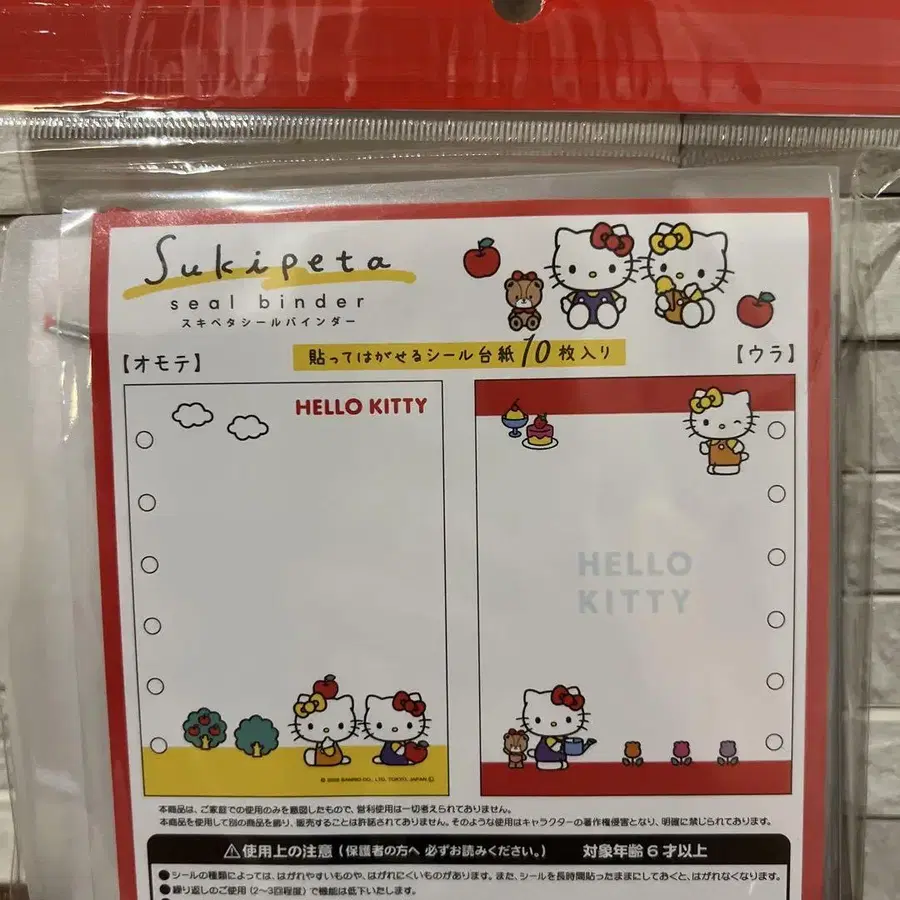 Sukipeta
seal binder
スキペタシールバインダー
【オモテ】
貼ってはがせるシール台紙10枚入り
【ウラ】
HELLO KITTY
HELLO
KITTY
SANRIO CO., LTD. TOKYO, JAPAN
本商品は、ご家庭での使用のみを意図したもので、営利使用は一切考えられておりません。
本商品を使用して別の商品を飾り、販売することは許諾されておりません。そのような使用はキャラクターの著作権侵害となり、明確に禁じられております。
⚠使用上の注意（保護者の方へ 必ずお読みください。） 対象年齢6才以上
●シールの種類によっては、はがれやすいものや、はがれにくいものがあります。また、シールを長時間貼ったままにしておくと、はがれなくなります。
●繰り返しのご使用（2～3回程度）で機能は低下いたします。